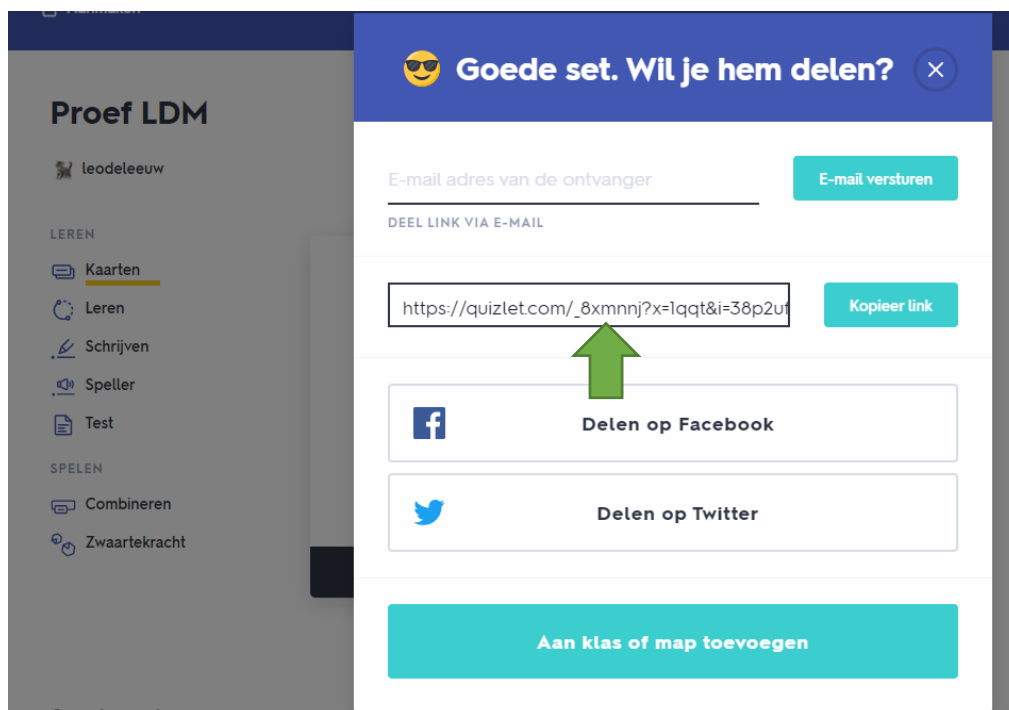 Aanmaken
Proef LDM
leodeleeuw
LEREN
Kaarten
Leren
Schrijven
Speller
Test
SPELEN
Combineren
Zwaartekracht
Goede set. Wil je hem delen?
E-mail adres van de ontvanger
E-mail versturen
DEEL LINK VIA E-MAIL
https://quizlet.com/_8xmnnj?x=1qqt&i=38p2uf
Kopieer link
Delen op Facebook
Delen op Twitter
Aan klas of map toevoegen